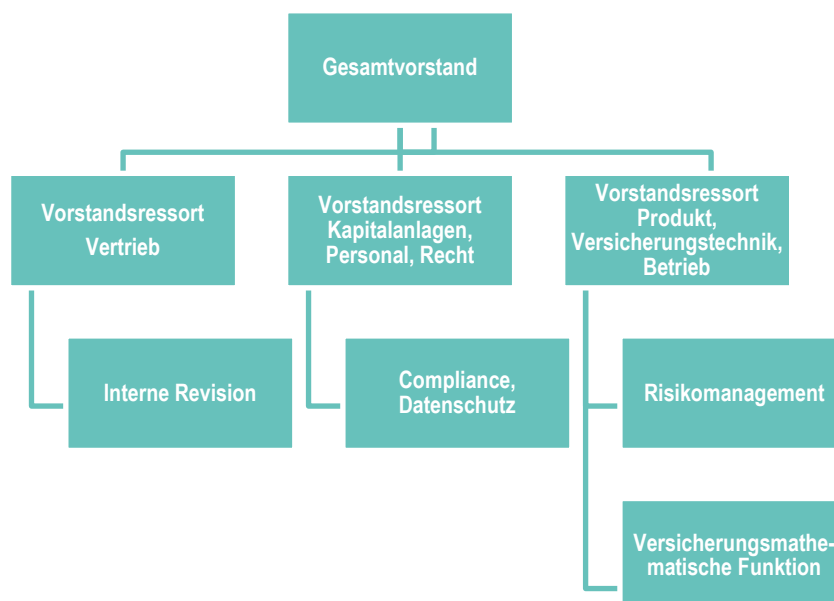 Gesamtvorstand
Vorstandsressort
Vertrieb
Vorstandsressort
Kapitalanlagen,
Personal, Recht
Vorstandsressort
Produkt,
Versicherungstechnik,
Betrieb
Interne Revision
Compliance,
Datenschutz
Risikomanagement
Versicherungsmathe-
matische Funktion